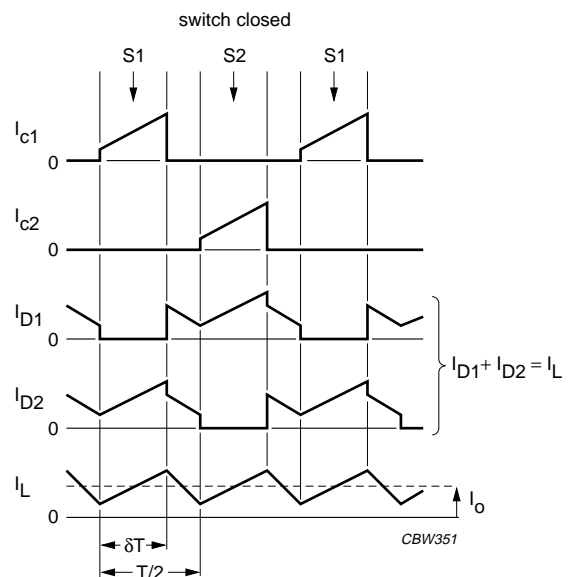 switch closed
S1 S2 S1
I_c1
0
I_c2
0
I_D1
0
I_D1 + I_D2 = I_L
I_D2
0
I_L
I_o
0
δT
CBW351
T/2